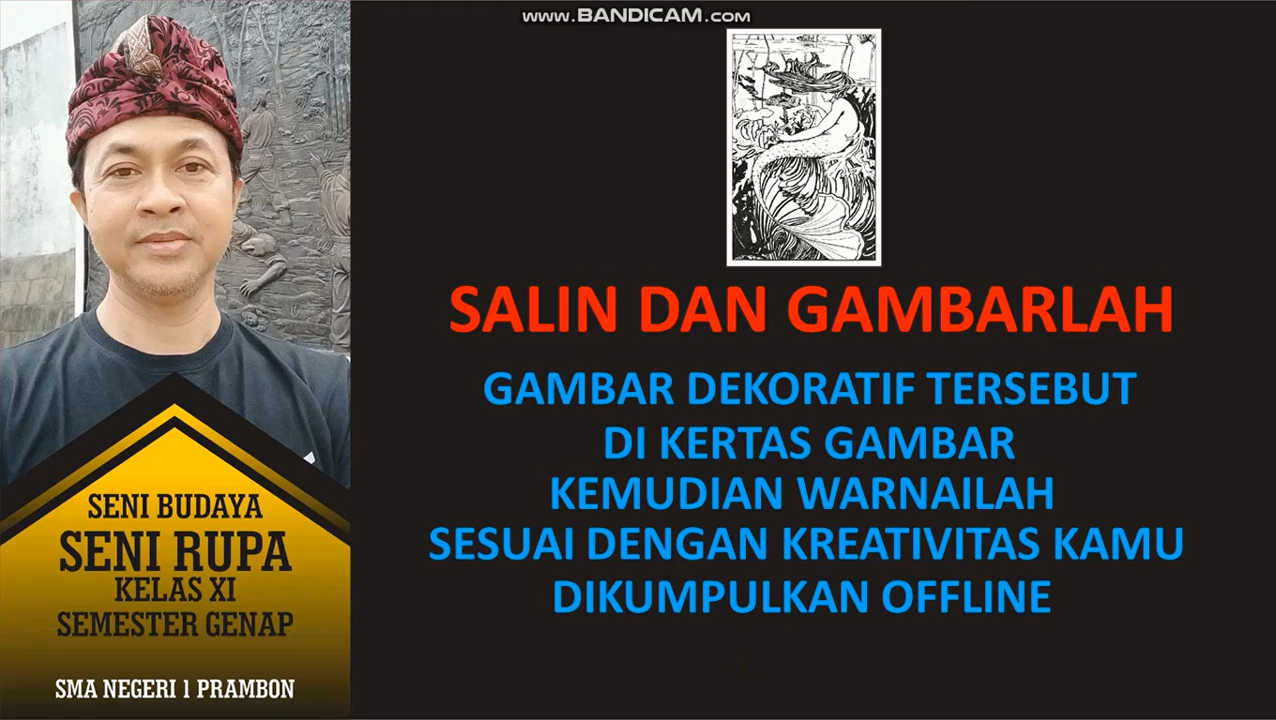 www.BANDICAM.com
SALIN DAN GAMBARLAH
GAMBAR DEKORATIF TERSEBUT
DI KERTAS GAMBAR
KEMUDIAN WARNAILAH
SESUAI DENGAN KREATIVITAS KAMU
DIKUMPULKAN OFFLINE
SENI BUDAYA
SENI RUPA
KELAS XI
SEMESTER GENAP
SMA NEGERI 1 PRAMBON